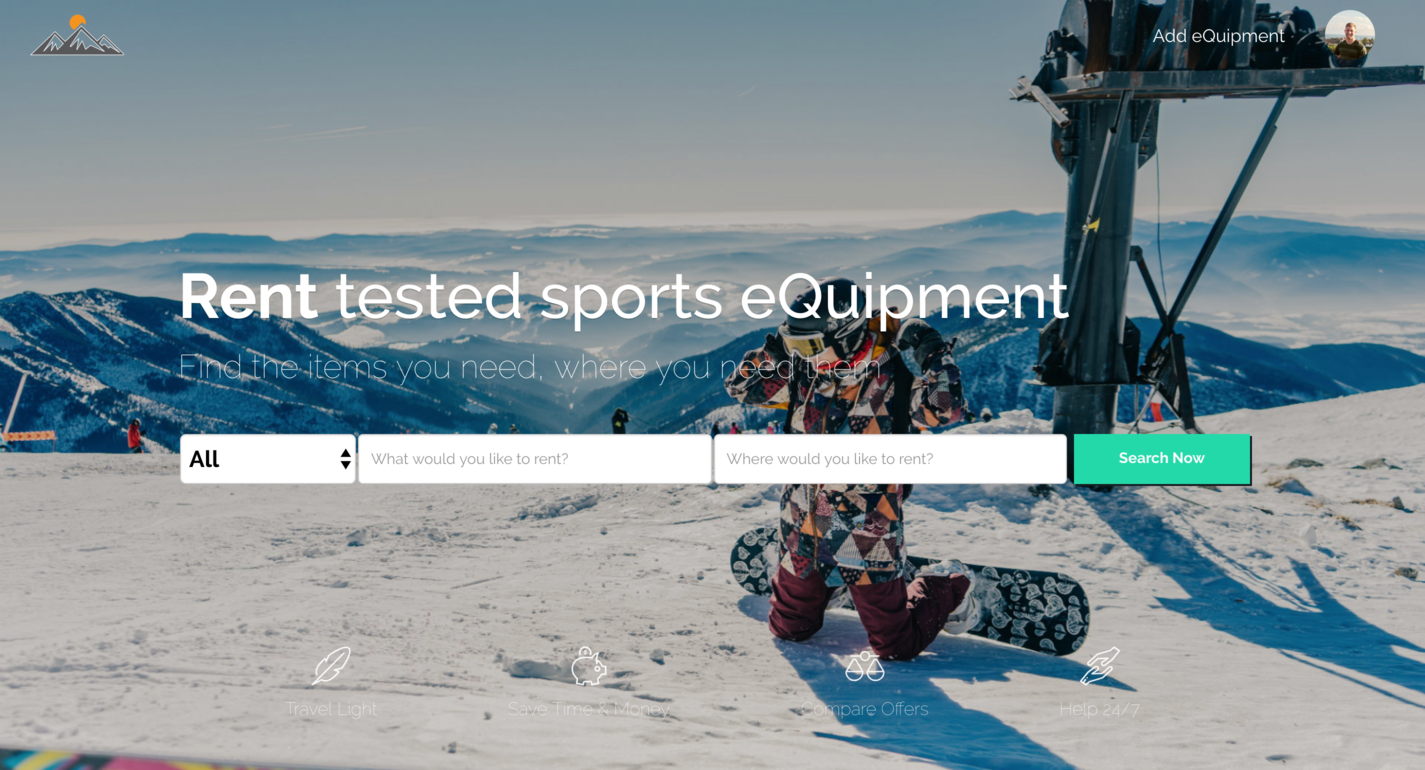 Add eQuipment
Rent tested sports eQuipment
Find the items you need, where you need them
All
What would you like to rent?
Where would you like to rent?
Search Now
Travel Light
Save Time & Money
Compare Offers
Help 24/7